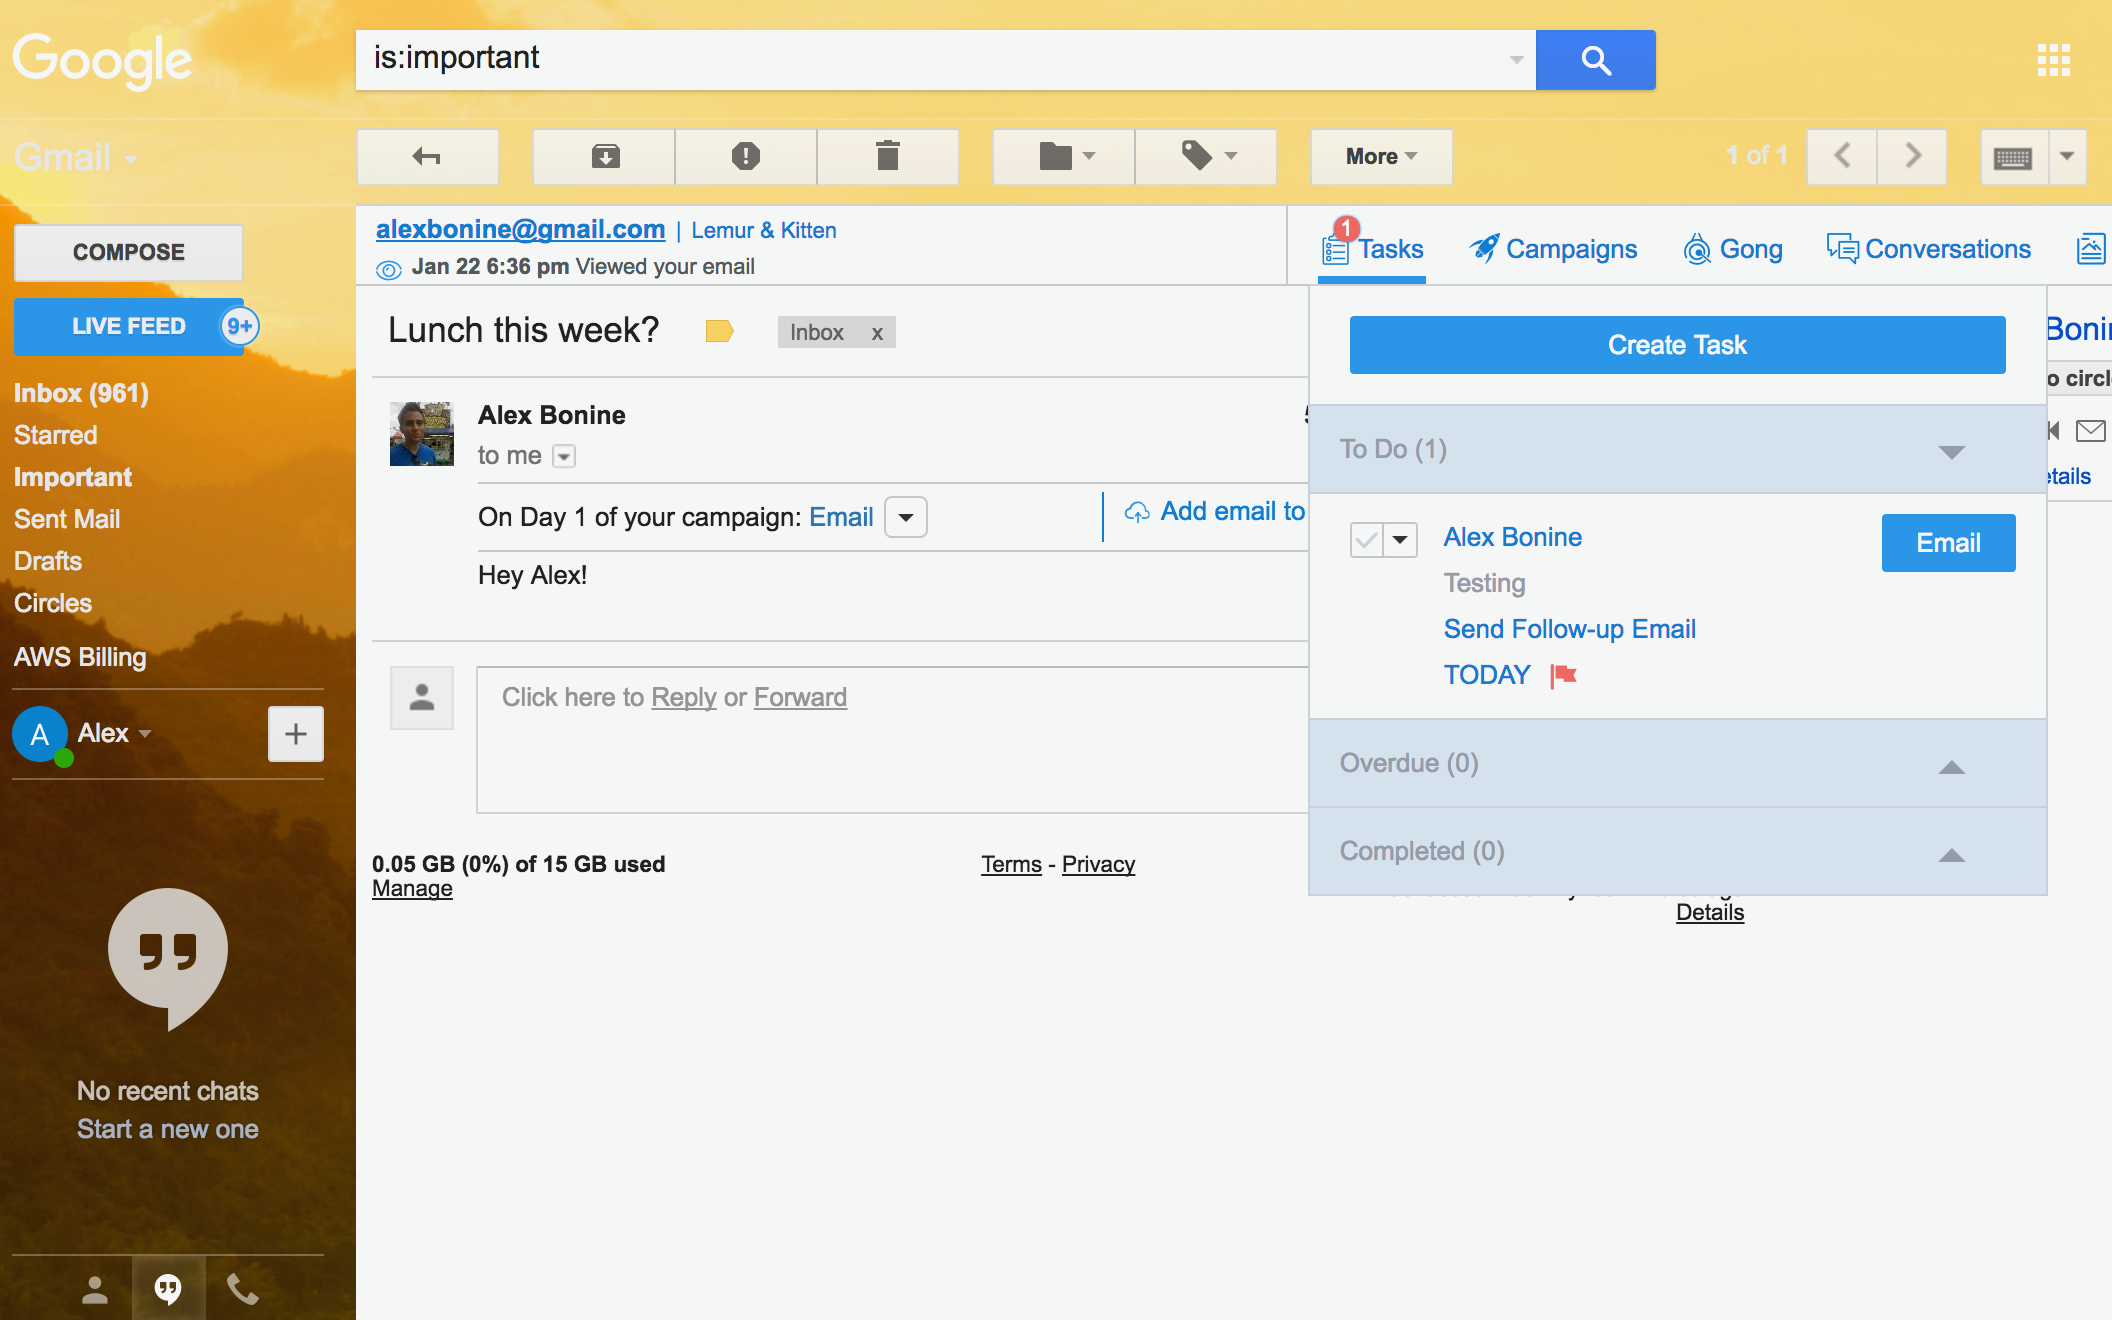 Google
is:important
Gmail
More
1 of 1
COMPOSE
LIVE FEED 9+
Inbox (961)
Starred
Important
Sent Mail
Drafts
Circles
AWS Billing
A Alex
No recent chats
Start a new one
alexbonine@gmail.com | Lemur & Kitten
Jan 22 6:36 pm Viewed your email
1
Tasks
Campaigns
Gong
Conversations
Lunch this week?
Inbox x
Alex Bonine
to me
On Day 1 of your campaign: Email
Add email to
Hey Alex!
Click here to Reply or Forward
0.05 GB (0%) of 15 GB used
Manage
Terms - Privacy
Details
Create Task
To Do (1)
Alex Bonine
Email
Testing
Send Follow-up Email
TODAY
Overdue (0)
Completed (0)